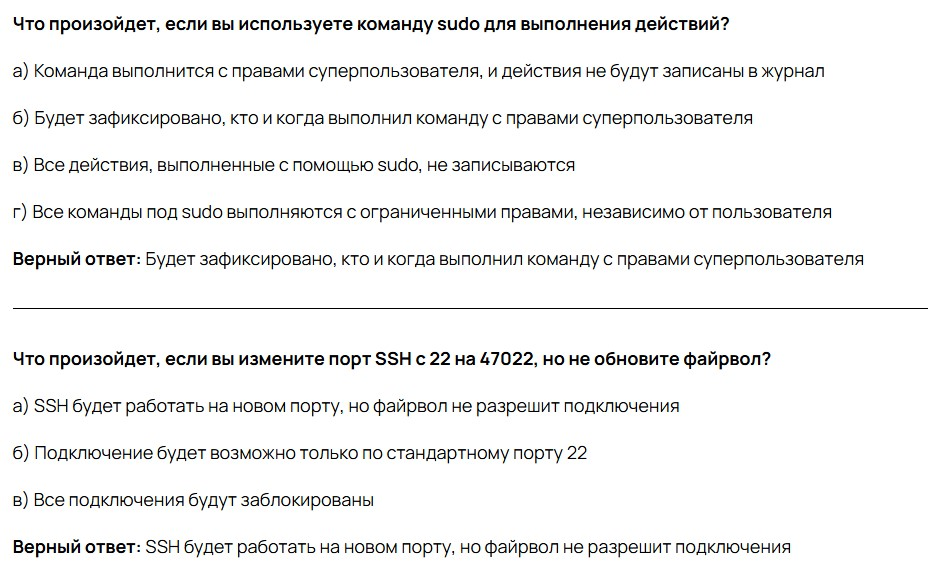 Что произойдет, если вы используете команду sudo для выполнения действий?
а) Команда выполнится с правами суперпользователя, и действия не будут записаны в журнал
б) Будет зафиксировано, кто и когда выполнил команду с правами суперпользователя
в) Все действия, выполненные с помощью sudo, не записываются
г) Все команды под sudo выполняются с ограниченными правами, независимо от пользователя
Верный ответ: Будет зафиксировано, кто и когда выполнил команду с правами суперпользователя
Что произойдет, если вы измените порт SSH с 22 на 47022, но не обновите файрвол?
а) SSH будет работать на новом порту, но файрвол не разрешит подключения
б) Подключение будет возможно только по стандартному порту 22
в) Все подключения будут заблокированы
Верный ответ: SSH будет работать на новом порту, но файрвол не разрешит подключения